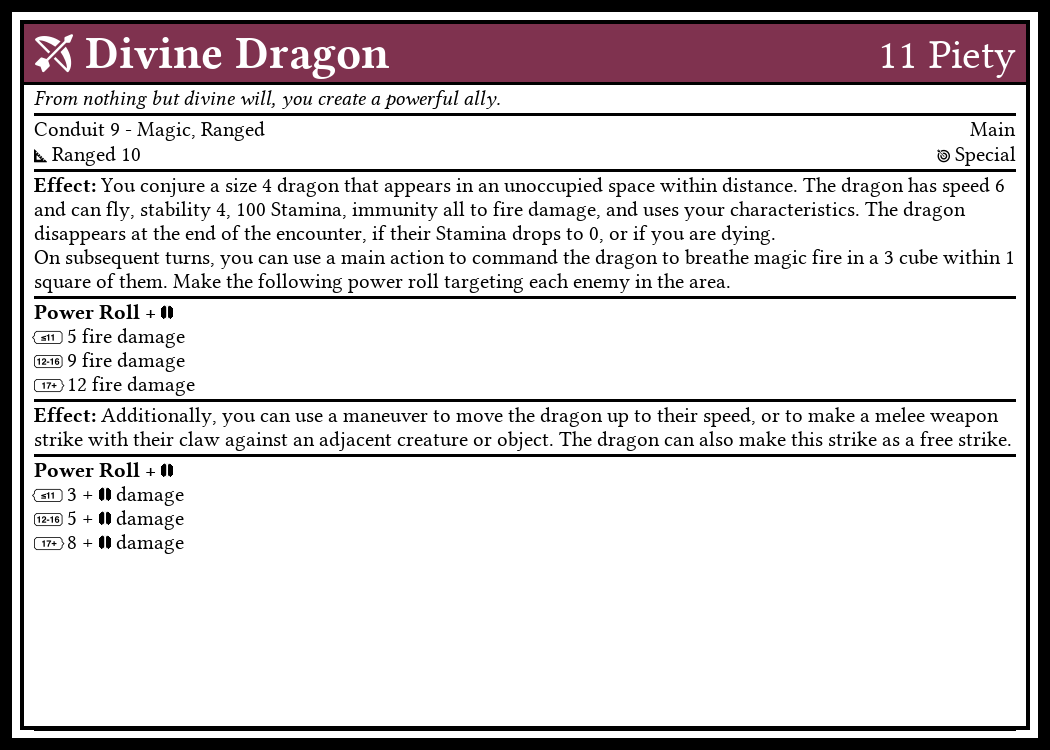 Divine Dragon 11 Piety
From nothing but divine will, you create a powerful ally.
Conduit 9 - Magic, Ranged Main
Ranged 10 Special
Effect: You conjure a size 4 dragon that appears in an unoccupied space within distance. The dragon has speed 6
and can fly, stability 4, 100 Stamina, immunity all to fire damage, and uses your characteristics. The dragon
disappears at the end of the encounter, if their Stamina drops to 0, or if you are dying.
On subsequent turns, you can use a main action to command the dragon to breathe magic fire in a 3 cube within 1
square of them. Make the following power roll targeting each enemy in the area.
Power Roll +
≤11 5 fire damage
12-16 9 fire damage
17+ 12 fire damage
Effect: Additionally, you can use a maneuver to move the dragon up to their speed, or to make a melee weapon
strike with their claw against an adjacent creature or object. The dragon can also make this strike as a free strike.
Power Roll +
≤11 3 + damage
12-16 5 + damage
17+ 8 + damage